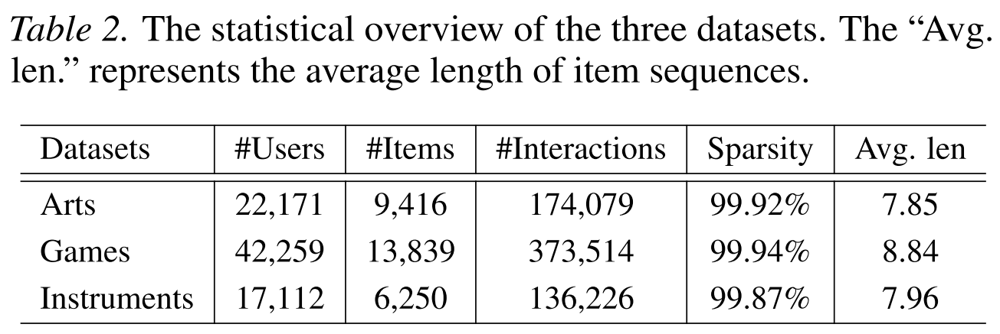 Table 2. The statistical overview of the three datasets. The “Avg.
len.” represents the average length of item sequences.
Datasets #Users #Items #Interactions Sparsity Avg. len
Arts 22,171 9,416 174,079 99.92% 7.85
Games 42,259 13,839 373,514 99.94% 8.84
Instruments 17,112 6,250 136,226 99.87% 7.96